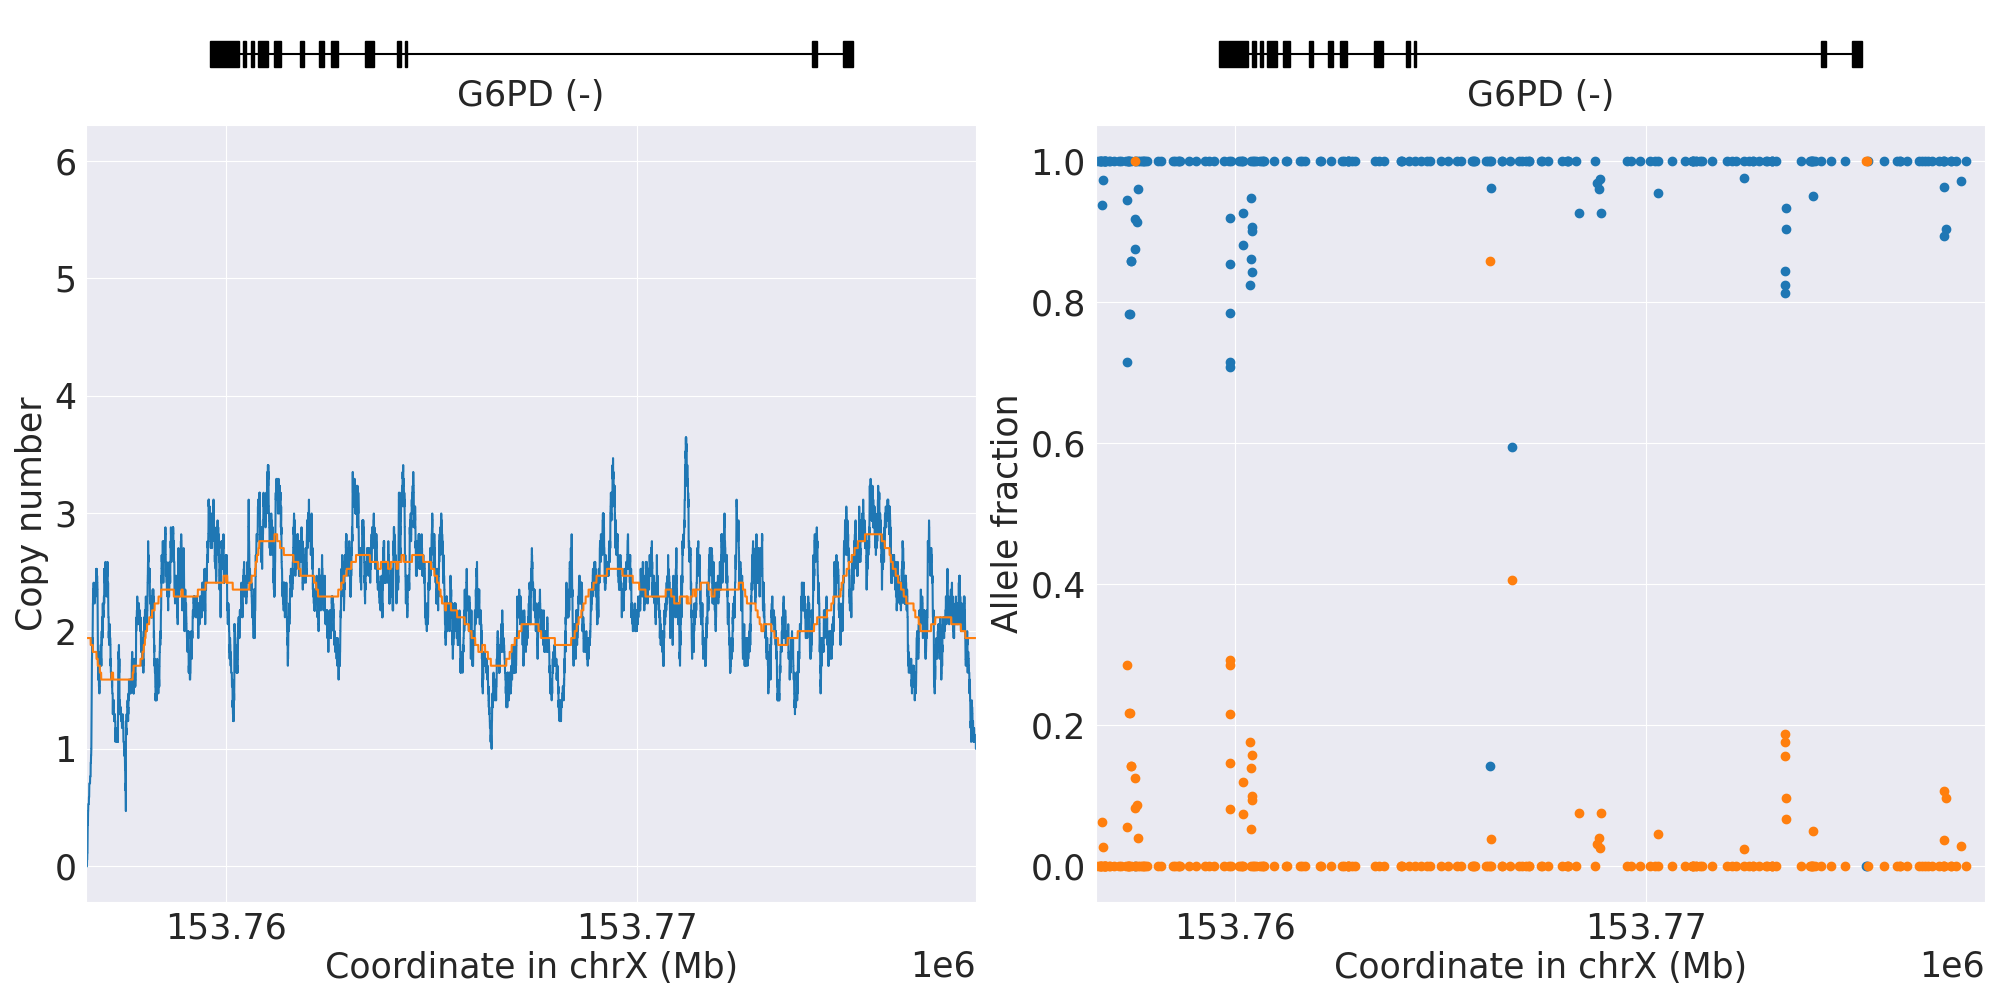 G6PD (-)
G6PD (-)
Copy number
6
5
4
3
2
1
0
153.76
153.77
Coordinate in chrX (Mb)
1e6
Allele fraction
1.0
0.8
0.6
0.4
0.2
0.0
153.76
153.77
Coordinate in chrX (Mb)
1e6